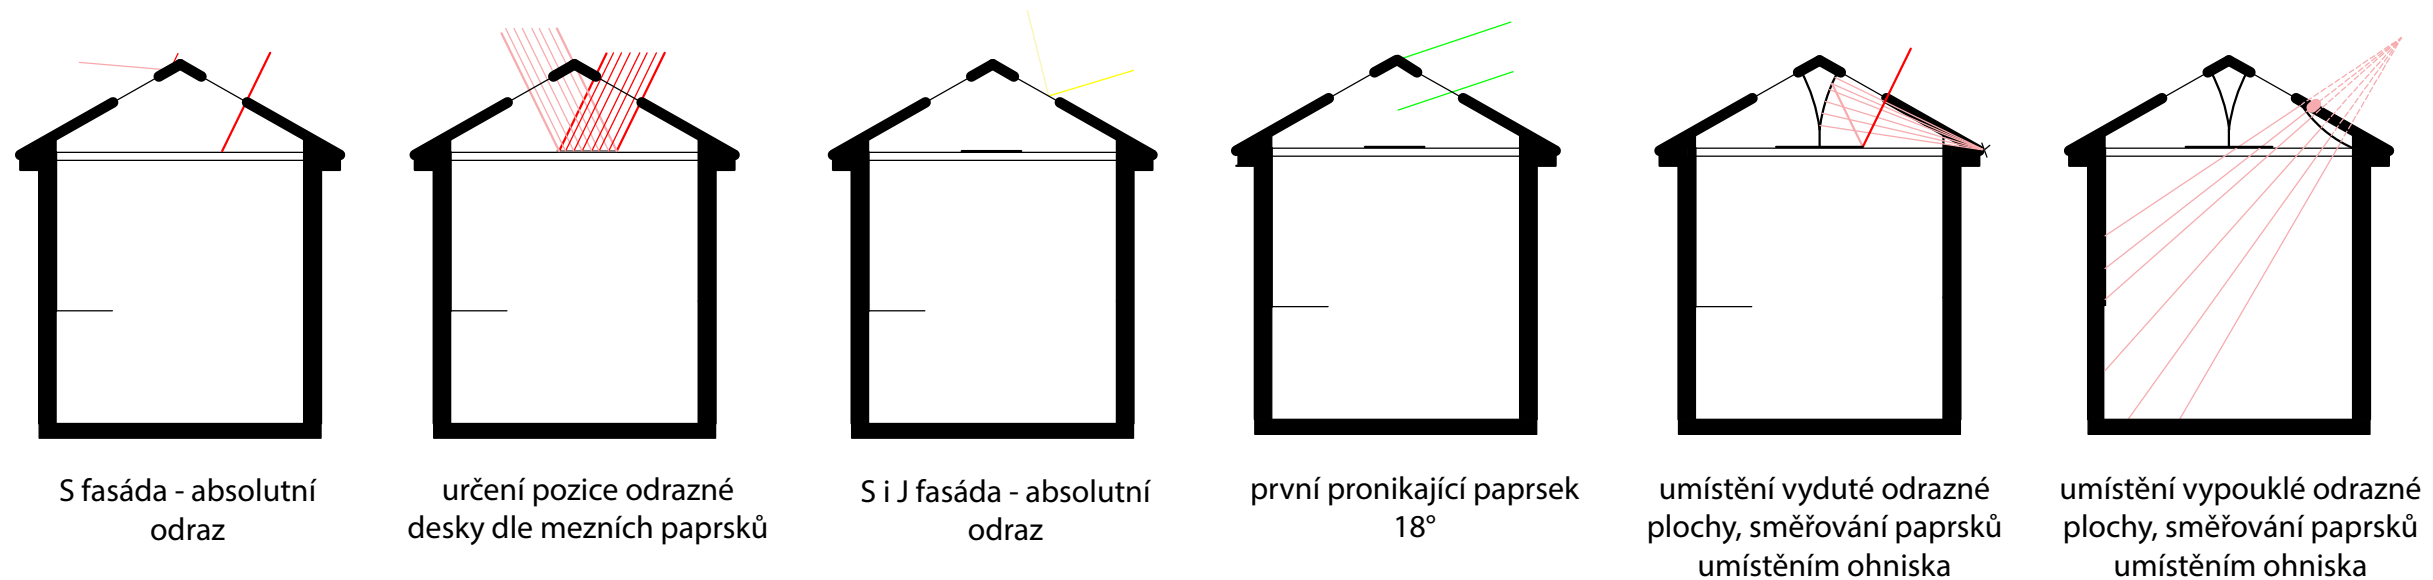 S fasáda - absolutní
odraz
určení pozice odrazné
desky dle mezních paprsků
S i J fasáda - absolutní
odraz
první pronikající paprsek
18°
umístění vyduté odrazné
plochy, směřování paprsků
umístěním ohniska
umístění vypouklé odrazné
plochy, směřování paprsků
umístěním ohniska